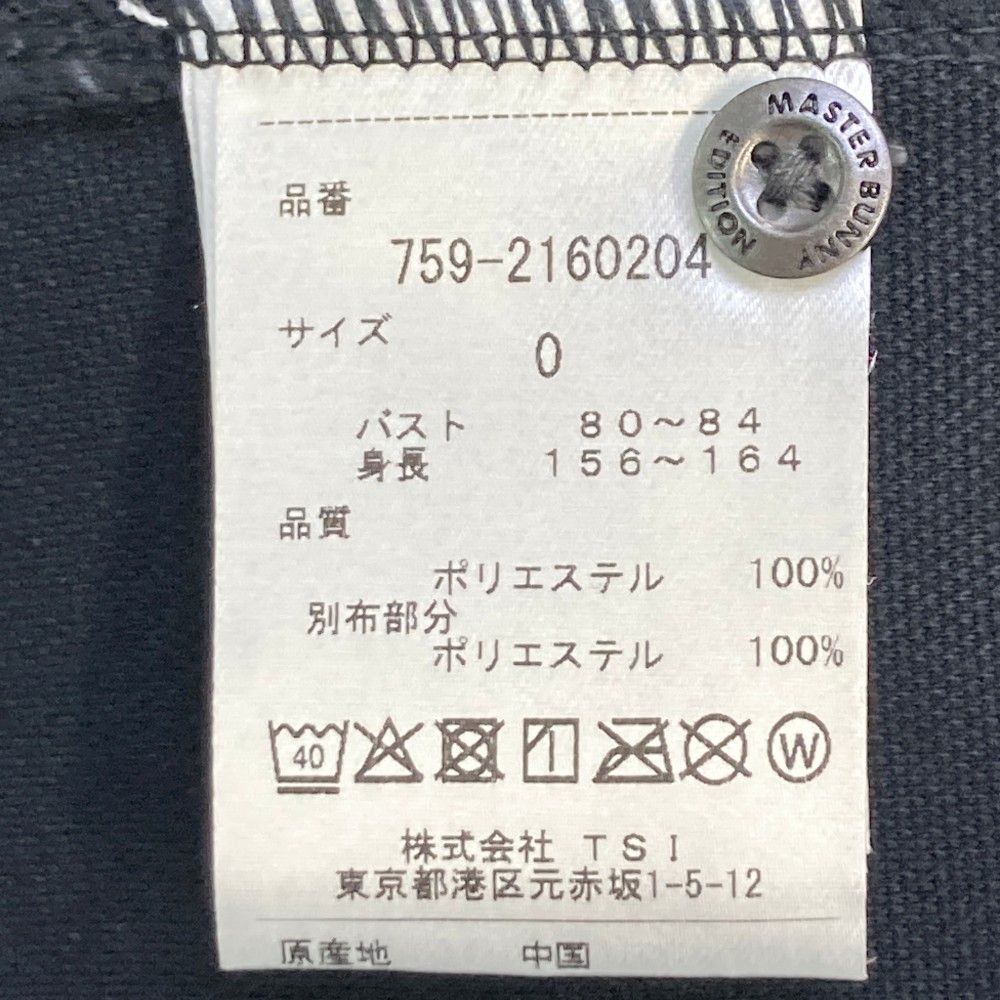 MASTER BUNNY EDITION
品番
759-2160204
サイズ 0
バスト 80～84
身長 156～164
品質
ポリエステル 100%
別布部分
ポリエステル 100%
40 W
株式会社 TSI
東京都港区元赤坂1-5-12
原産地 中国